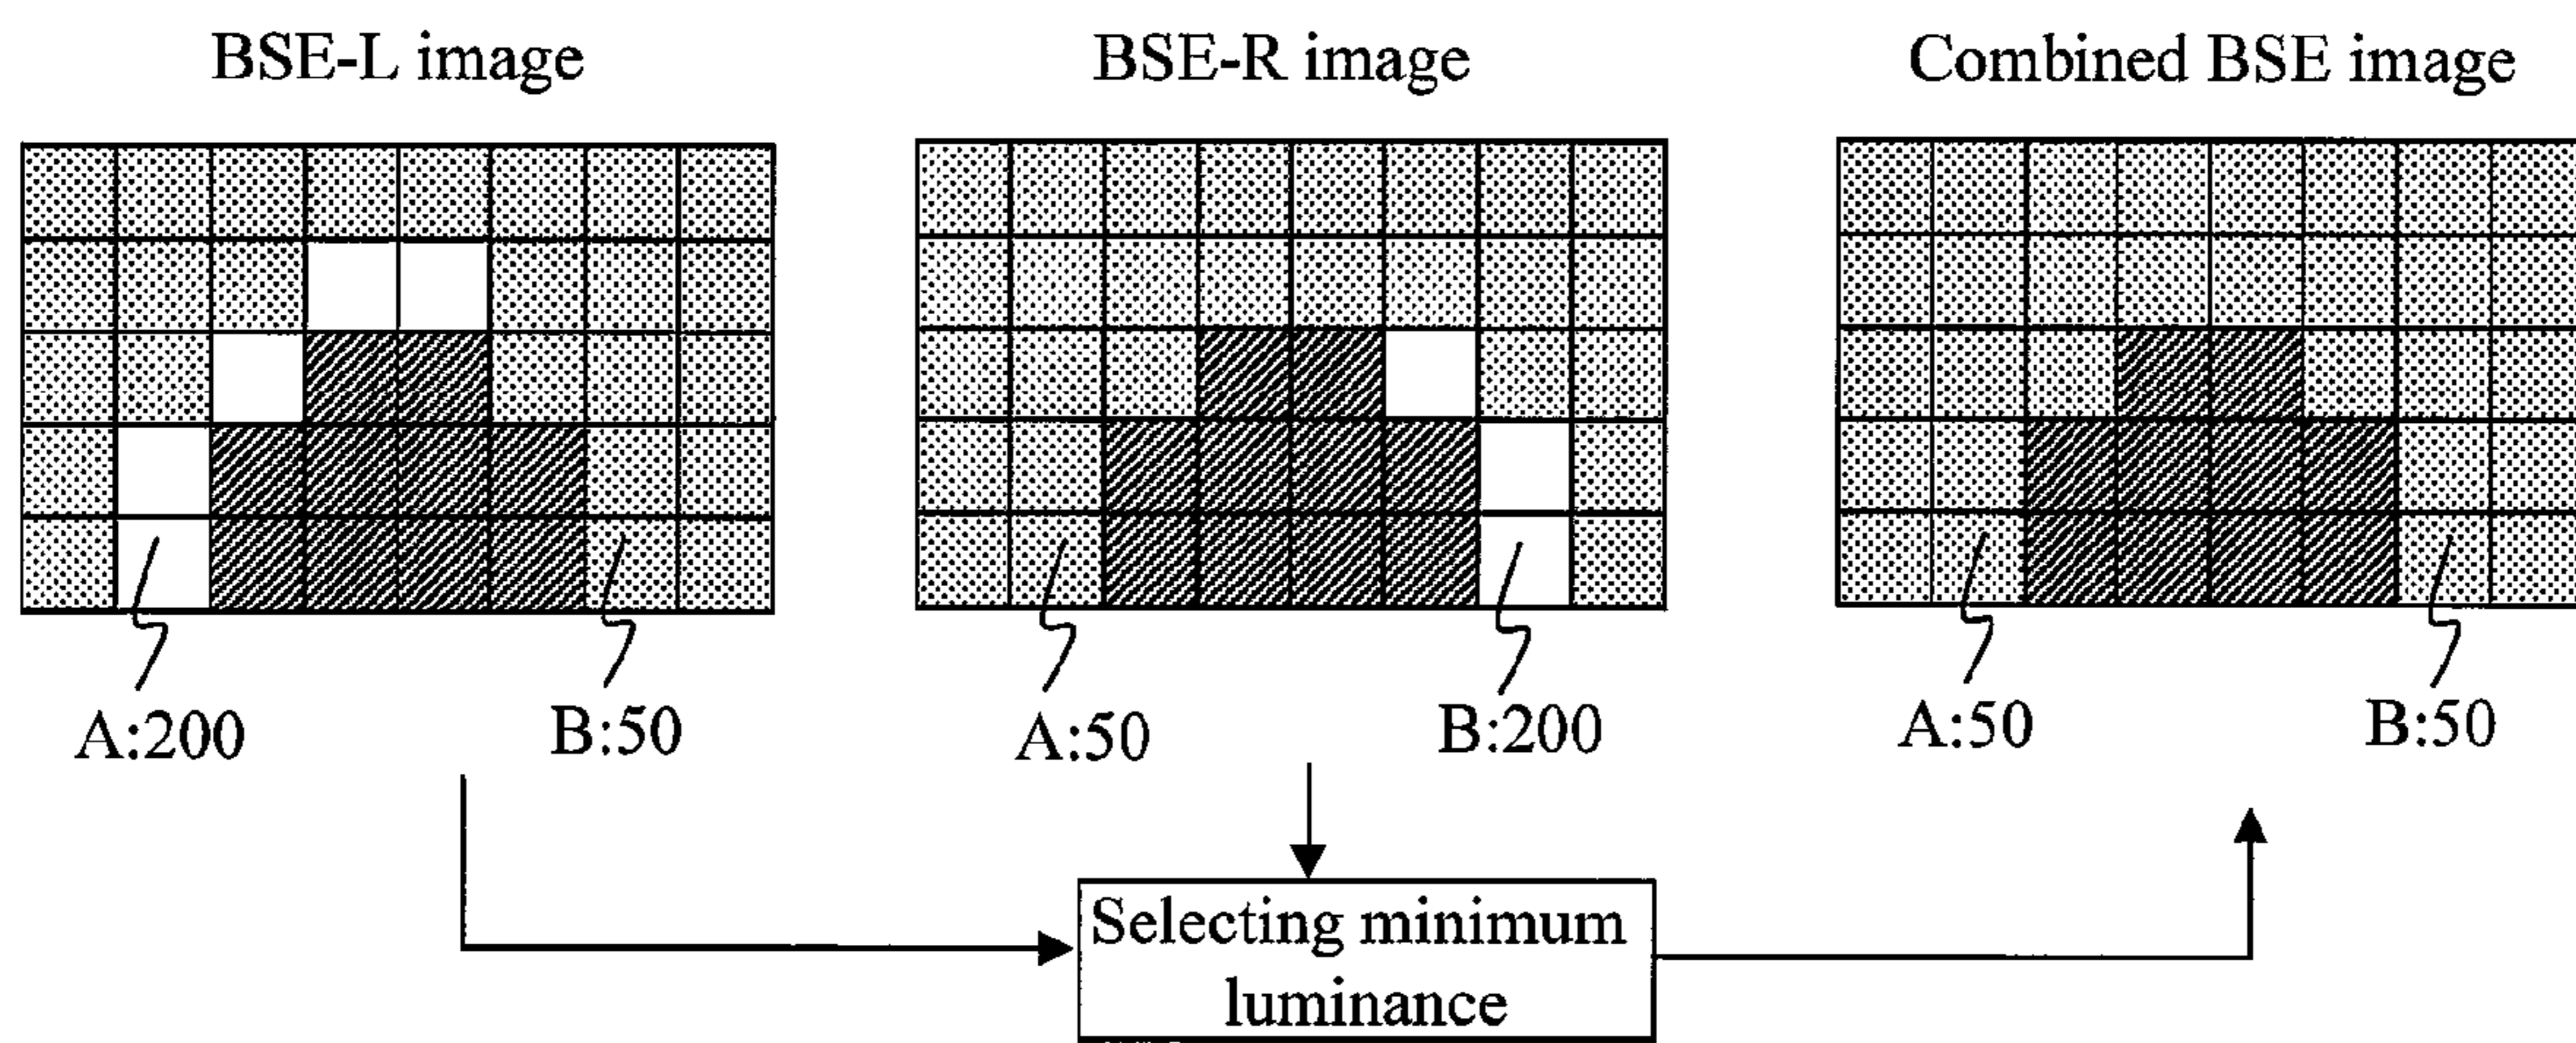 BSE-L image
BSE-R image
Combined BSE image
A:200
B:50
A:50
B:200
A:50
B:50
Selecting minimum
luminance